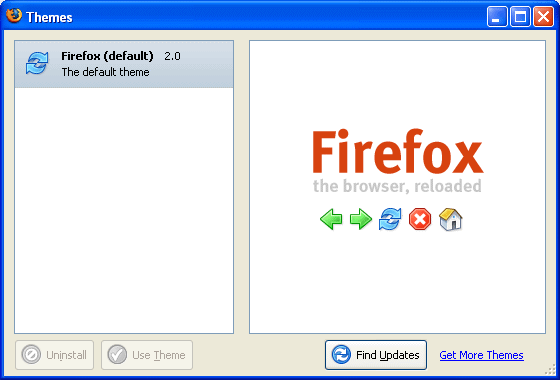 Themes
Firefox (default) 2.0
The default theme
Firefox
the browser, reloaded
Uninstall
Use Theme
Find Updates
Get More Themes